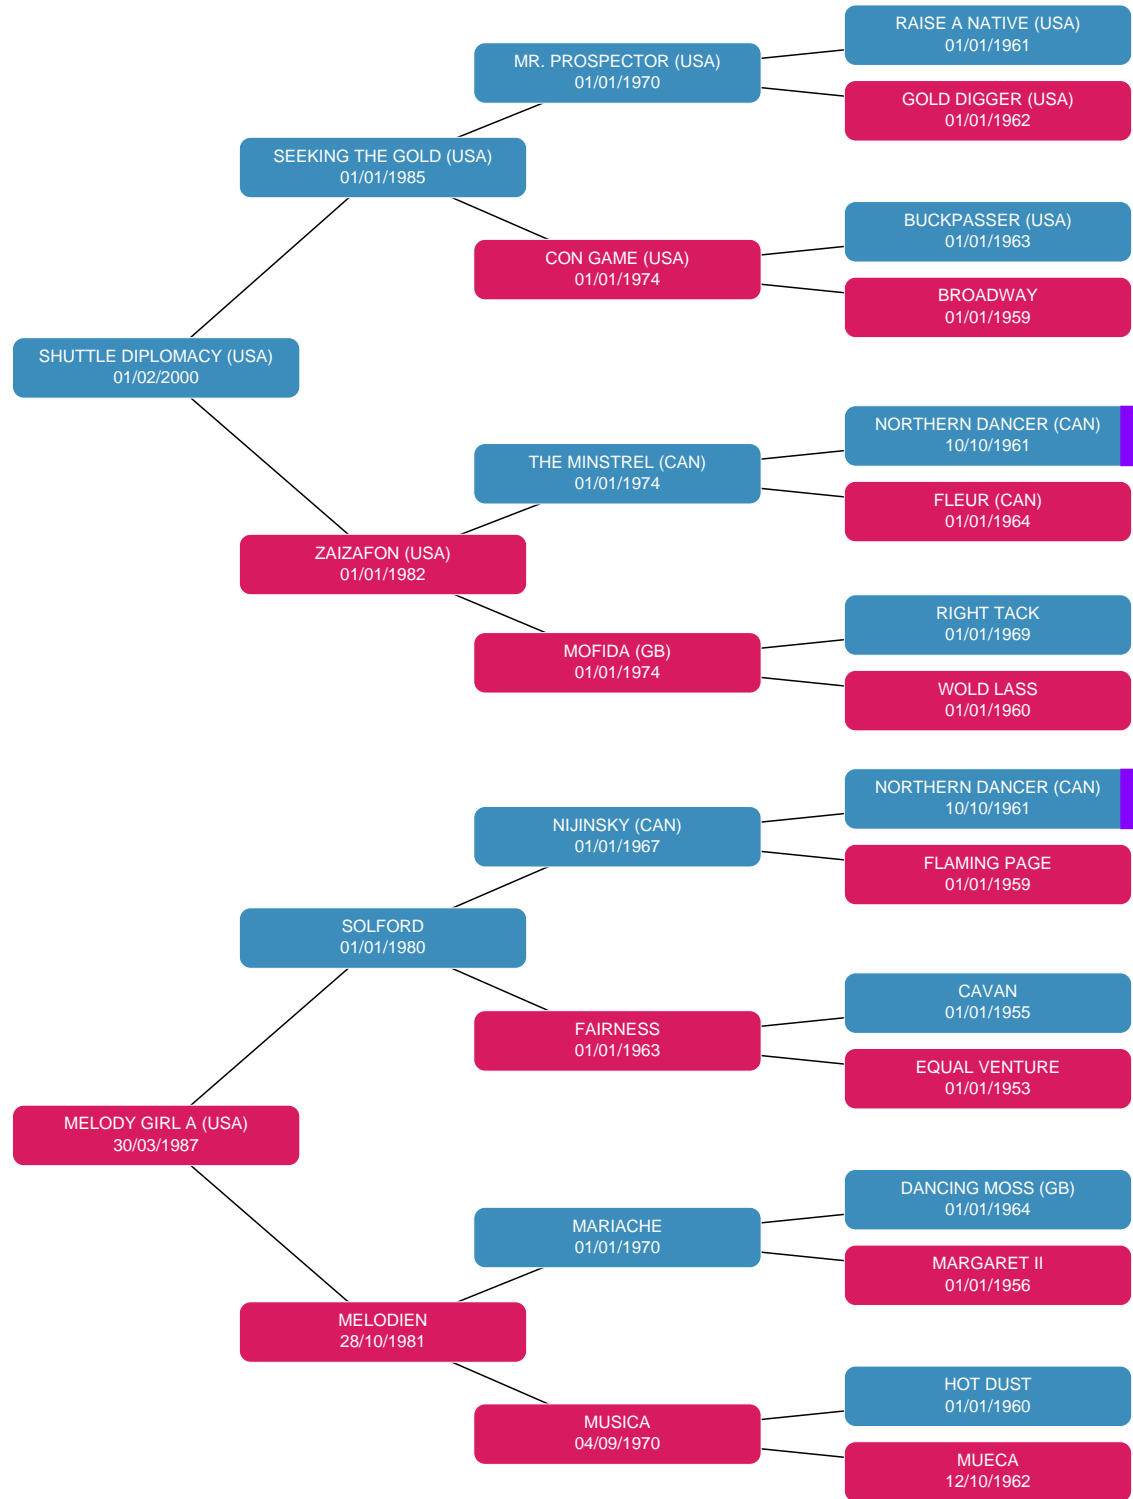 RAISE A NATIVE (USA)
01/01/1961
MR. PROSPECTOR (USA)
01/01/1970
GOLD DIGGER (USA)
01/01/1962
SEEKING THE GOLD (USA)
01/01/1985
BUCKPASSER (USA)
01/01/1963
CON GAME (USA)
01/01/1974
BROADWAY
01/01/1959
SHUTTLE DIPLOMACY (USA)
01/02/2000
NORTHERN DANCER (CAN)
10/10/1961
THE MINSTREL (CAN)
01/01/1974
FLEUR (CAN)
01/01/1964
ZAIZAFON (USA)
01/01/1982
RIGHT TACK
01/01/1969
MOFIDA (GB)
01/01/1974
WOLD LASS
01/01/1960
NORTHERN DANCER (CAN)
10/10/1961
NIJINSKY (CAN)
01/01/1967
FLAMING PAGE
01/01/1959
SOLFORD
01/01/1980
CAVAN
01/01/1955
FAIRNESS
01/01/1963
EQUAL VENTURE
01/01/1953
MELODY GIRL A (USA)
30/03/1987
DANCING MOSS (GB)
01/01/1964
MARIACHE
01/01/1970
MARGARET II
01/01/1956
MELODIEN
28/10/1981
HOT DUST
01/01/1960
MUSICA
04/09/1970
MUECA
12/10/1962